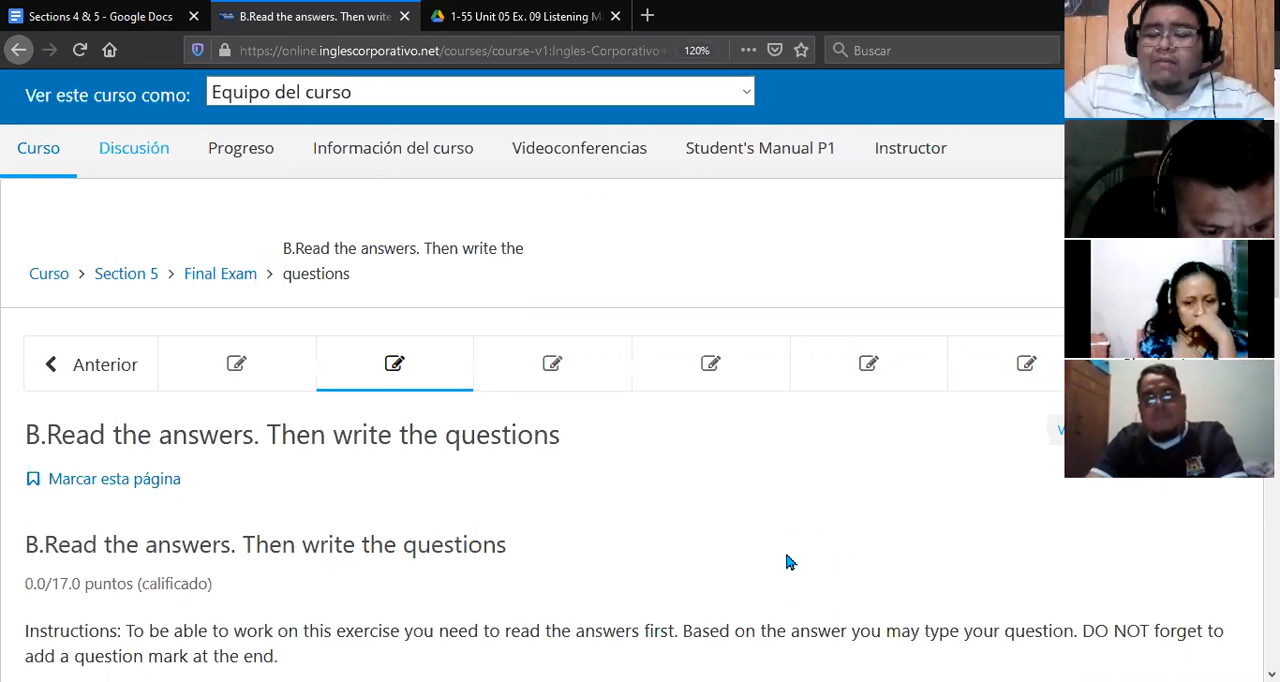 Sections 4 & 5 - Google Docs
B.Read the answers. Then write
1-55 Unit 05 Ex. 09 Listening M
https://online.inglescorporativo.net/courses/course-v1:Ingles-Corporativo
120%
Buscar
Ver este curso como:
Equipo del curso
Curso
Discusión
Progreso
Información del curso
Videoconferencias
Student's Manual P1
Instructor
Curso > Section 5 > Final Exam >
B.Read the answers. Then write the
questions
Anterior
B.Read the answers. Then write the questions
Marcar esta página
B.Read the answers. Then write the questions
0.0/17.0 puntos (calificado)
Instructions: To be able to work on this exercise you need to read the answers first. Based on the answer you may type your question. DO NOT forget to
add a question mark at the end.